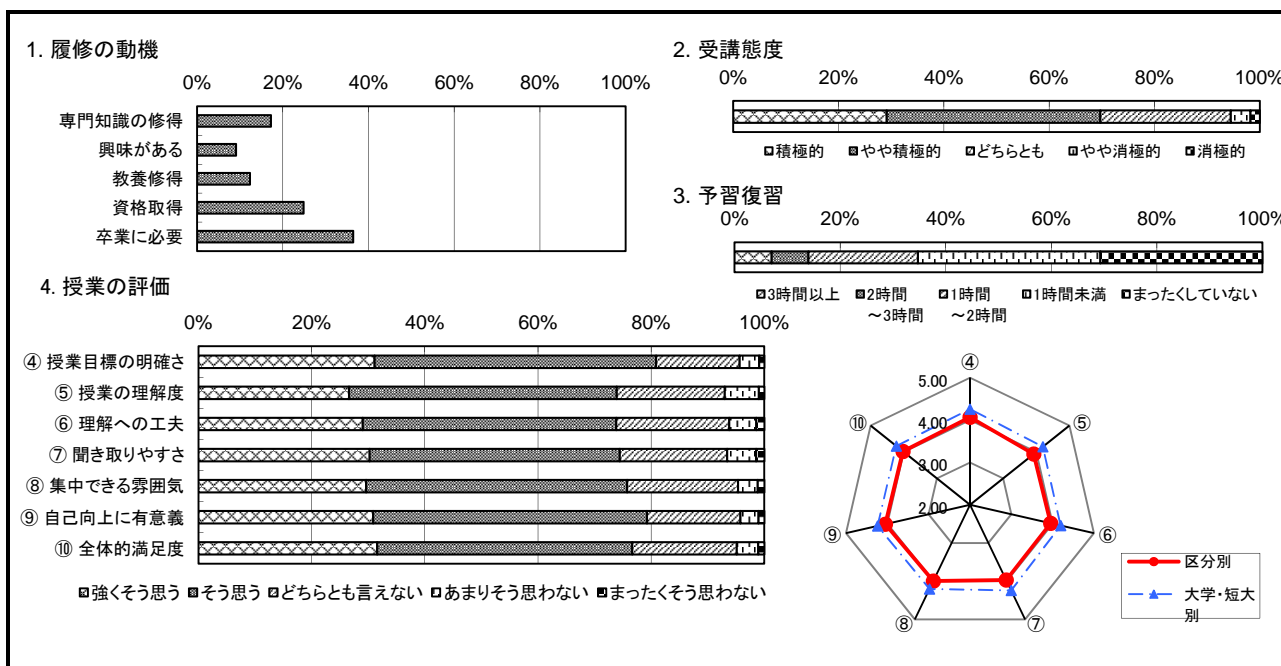 1. 履修の動機
0% 20% 40% 60% 80% 100%
専門知識の修得
興味がある
教養修得
資格取得
卒業に必要
2. 受講態度
0% 20% 40% 60% 80% 100%
積極的 やや積極的 どちらとも やや消極的 消極的
3. 予習復習
0% 20% 40% 60% 80% 100%
3時間以上 2時間 1時間 1時間未満 まったくしていない
～3時間 ～2時間
4. 授業の評価
0% 20% 40% 60% 80% 100%
④ 授業目標の明確さ
⑤ 授業の理解度
⑥ 理解への工夫
⑦ 聞き取りやすさ
⑧ 集中できる雰囲気
⑨ 自己向上に有意義
⑩ 全体的満足度
強くそう思う そう思う どちらとも言えない あまりそう思わない まったくそう思わない
④
5.00
⑩ 4.00 ⑤
3.00
2.00
⑨ ⑥
⑧ ⑦
区分別
大学・短大
別